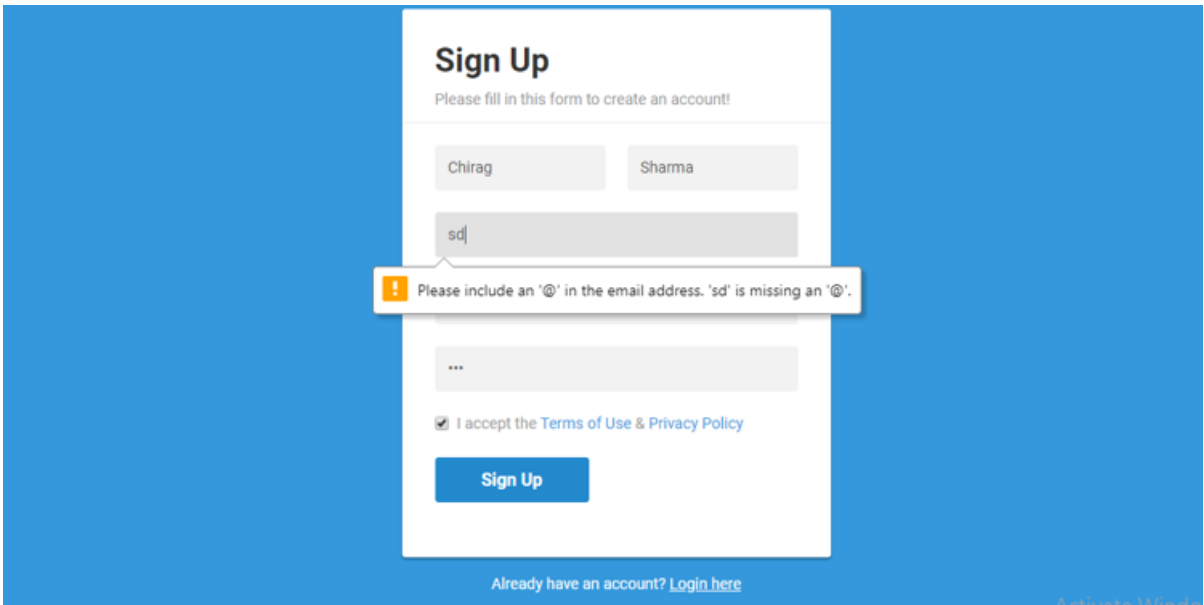 Sign Up
Please fill in this form to create an account!
Chirag Sharma
sd
! Please include an '@' in the email address. 'sd' is missing an '@'.
•••
I accept the Terms of Use & Privacy Policy
Sign Up
Already have an account? Login here